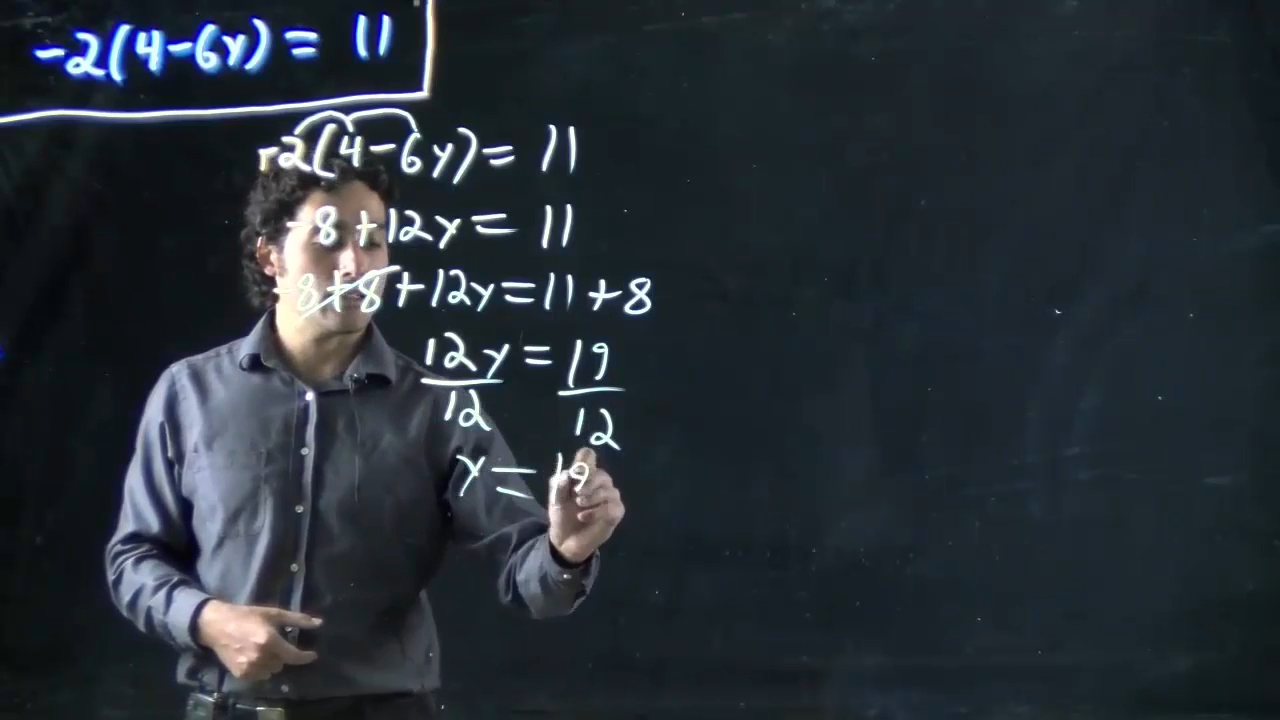 -2(4-6y) = 11
-2(4-6y) = 11
-8+12y = 11
-8+8+12y = 11+8
12y = 19
12 12
y = 19